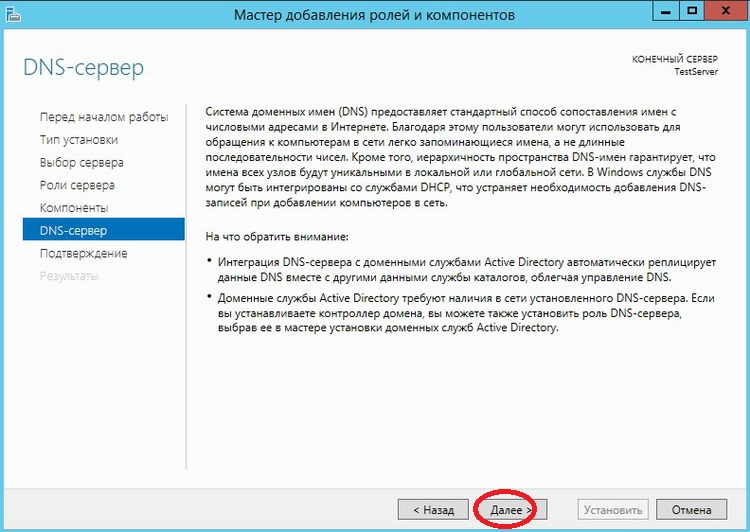 Мастер добавления ролей и компонентов
DNS-сервер
КОНЕЧНЫЙ СЕРВЕР
TestServer
Перед началом работы
Тип установки
Выбор сервера
Роли сервера
Компоненты
DNS-сервер
Подтверждение
Результаты
Система доменных имен (DNS) предоставляет стандартный способ сопоставления имен с
числовыми адресами в Интернете. Благодаря этому пользователи могут использовать для
обращения к компьютерам в сети легко запоминающиеся имена, а не длинные
последовательности чисел. Кроме того, иерархичность пространства DNS-имен гарантирует, что
имена всех узлов будут уникальными в локальной или глобальной сети. В Windows службы DNS
могут быть интегрированы со службами DHCP, что устраняет необходимость добавления DNS-
записей при добавлении компьютеров в сеть.
На что обратить внимание:
• Интеграция DNS-сервера с доменными службами Active Directory автоматически реплицирует
данные DNS вместе с другими данными службы каталогов, облегчая управление DNS.
• Доменные службы Active Directory требуют наличия в сети установленного DNS-сервера. Если
вы устанавливаете контроллер домена, вы можете также установить роль DNS-сервера,
выбрав ее в мастере установки доменных служб Active Directory.
< Назад
Далее >
Установить
Отмена